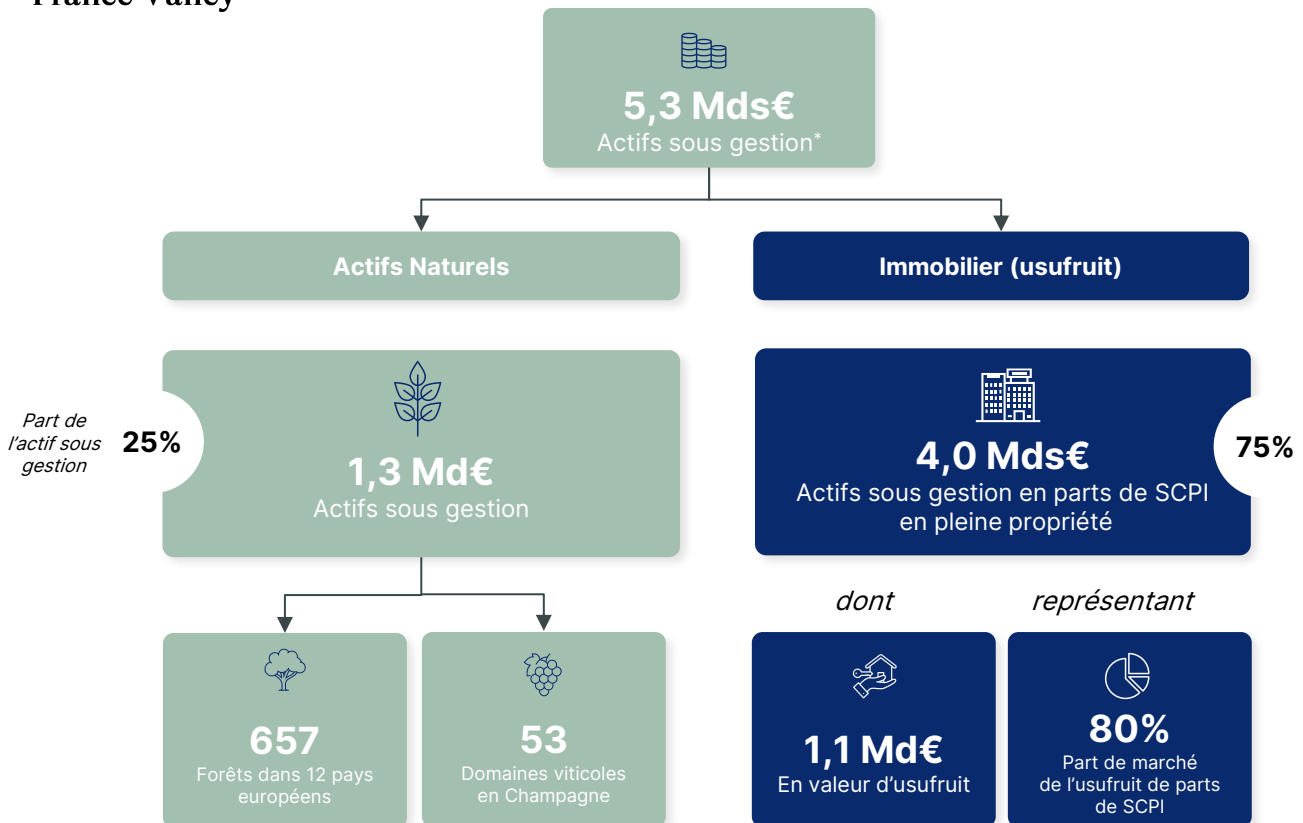 France Valley
5,3 Mds€
Actifs sous gestion*
Actifs Naturels
Immobilier (usufruit)
Part de
l'actif sous
gestion
25%
1,3 Md€
Actifs sous gestion
4,0 Mds€
Actifs sous gestion en parts de SCPI
en pleine propriété
75%
dont
représentant
657
Forêts dans 12 pays
européens
53
Domaines viticoles
en Champagne
1,1 Md€
En valeur d'usufruit
80%
Part de marché
de l'usufruit de parts
de SCPI